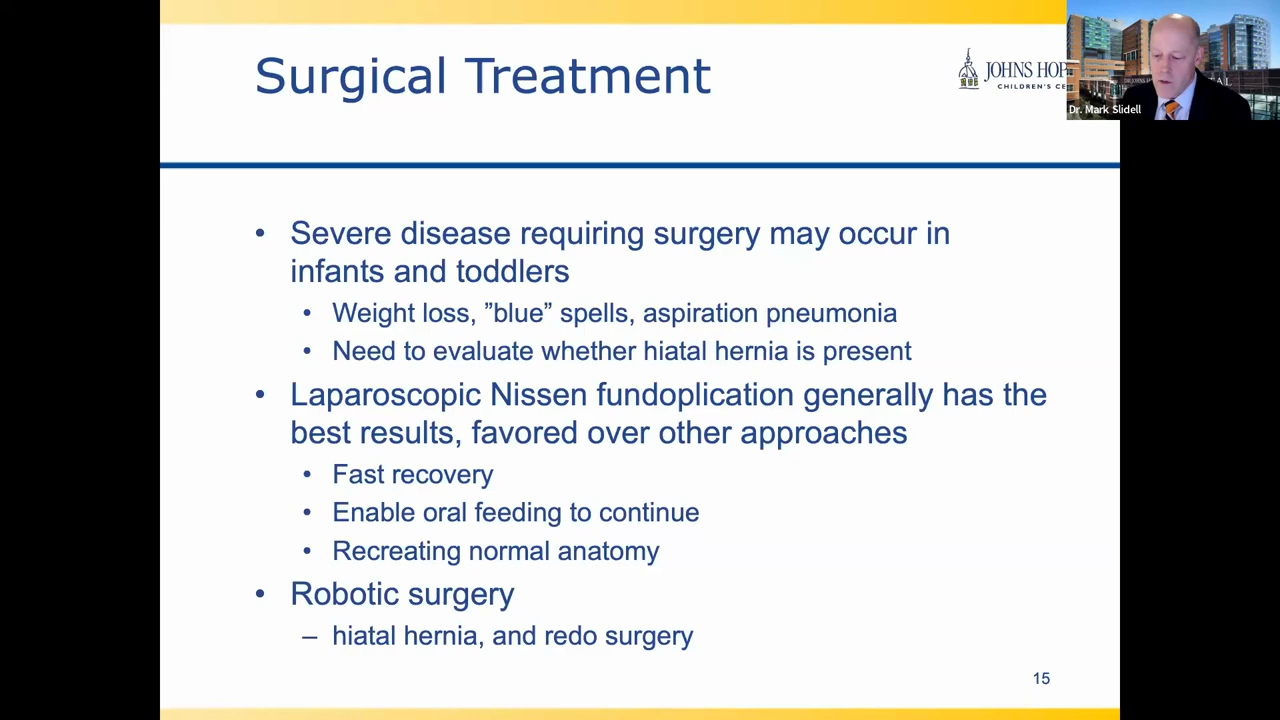 Surgical Treatment
JOHNS HOP
CHILDREN'S CE
Dr. Mark Slidell
• Severe disease requiring surgery may occur in
infants and toddlers
• Weight loss, ”blue” spells, aspiration pneumonia
• Need to evaluate whether hiatal hernia is present
• Laparoscopic Nissen fundoplication generally has the
best results, favored over other approaches
• Fast recovery
• Enable oral feeding to continue
• Recreating normal anatomy
• Robotic surgery
– hiatal hernia, and redo surgery
15